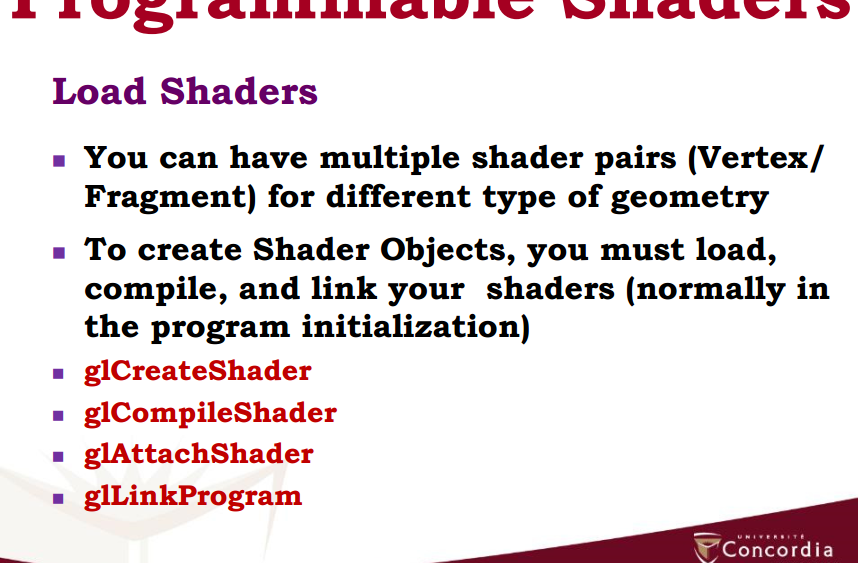 Programmable Shaders
Load Shaders
You can have multiple shader pairs (Vertex/
Fragment) for different type of geometry
To create Shader Objects, you must load,
compile, and link your shaders (normally in
the program initialization)
glCreateShader
glCompileShader
glAttachShader
glLinkProgram
UNIVERSITÉ
Concordia